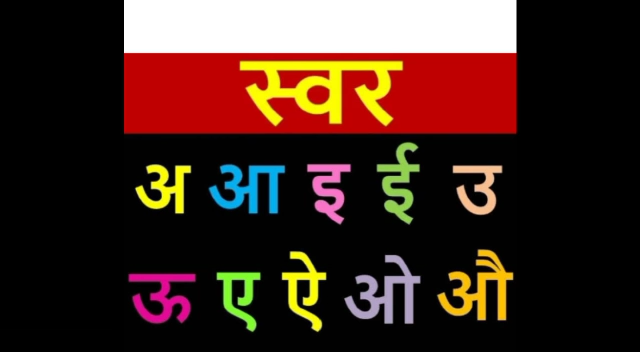 स्वर
अ आ इ ई उ
ऊ ए ऐ ओ औ